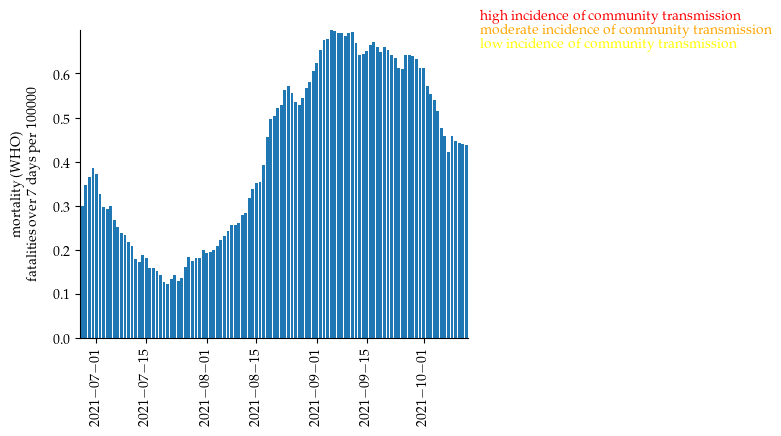 high incidence of community transmission
moderate incidence of community transmission
low incidence of community transmission
mortality (WHO)
fatalities over 7 days per 100000
0.6
0.5
0.4
0.3
0.2
0.1
0.0
2021−07−01
2021−07−15
2021−08−01
2021−08−15
2021−09−01
2021−09−15
2021−10−01